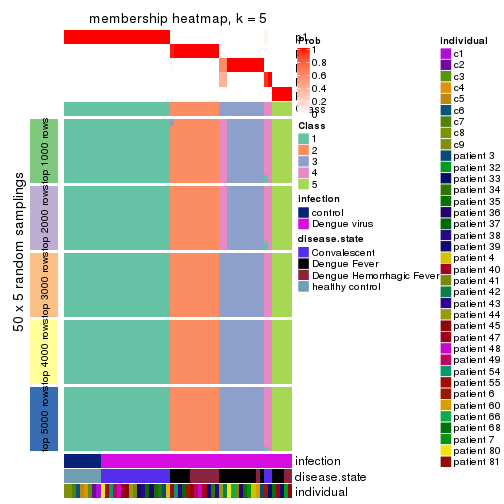 membership heatmap, k = 5
50 x 5 random samplings
top 1000 rows
top 2000 rows
top 3000 rows
top 4000 rows
top 5000 rows
p1
infection
disease.state
individual
Prob
1
0.8
0.6
0.4
0.2
0
Class
1
2
3
4
5
infection
control
Dengue virus
disease.state
Convalescent
Dengue Fever
Dengue Hemorrhagic Fever
healthy control
individual
c1
c2
c3
c4
c5
c6
c7
c8
c9
patient 3
patient 32
patient 33
patient 34
patient 35
patient 36
patient 37
patient 38
patient 39
patient 4
patient 40
patient 41
patient 42
patient 43
patient 44
patient 45
patient 47
patient 48
patient 49
patient 54
patient 55
patient 6
patient 60
patient 66
patient 68
patient 7
patient 80
patient 81